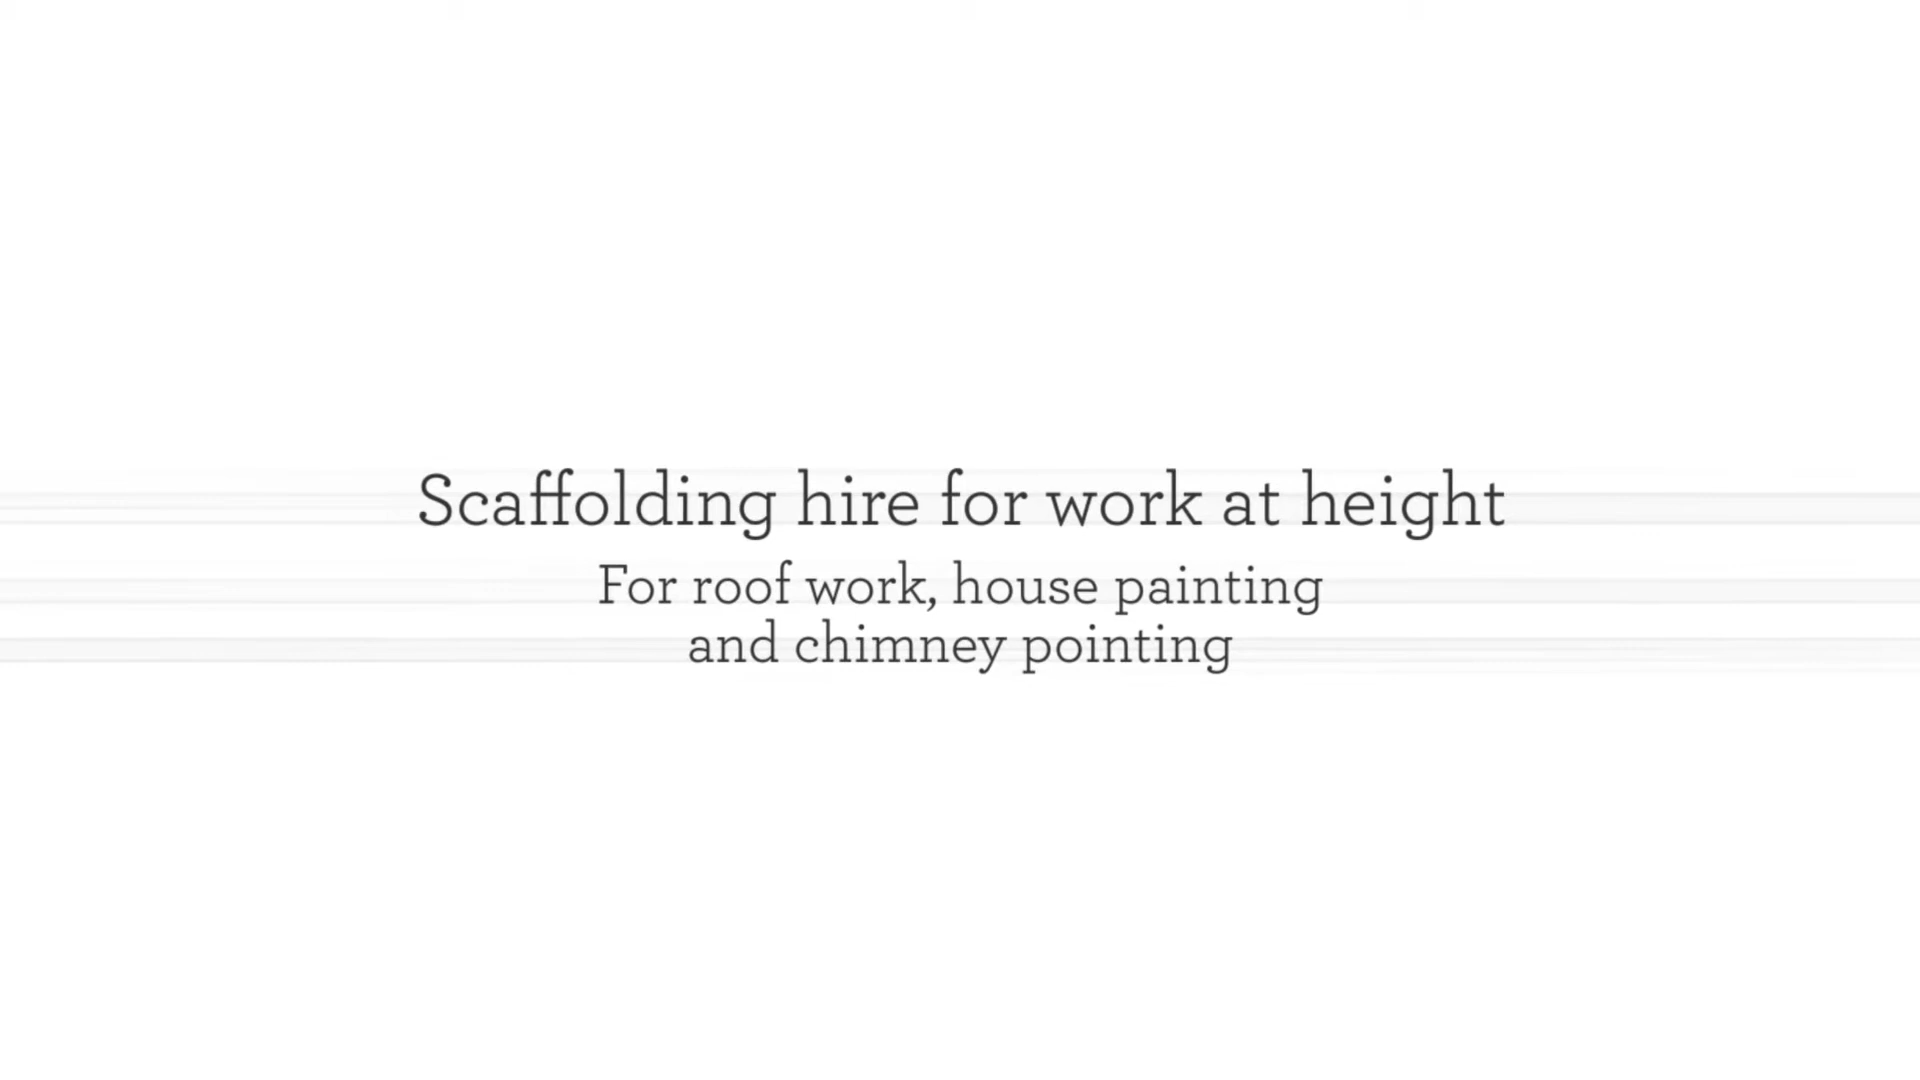 Scaffolding hire for work at height
For roof work, house painting
and chimney pointing